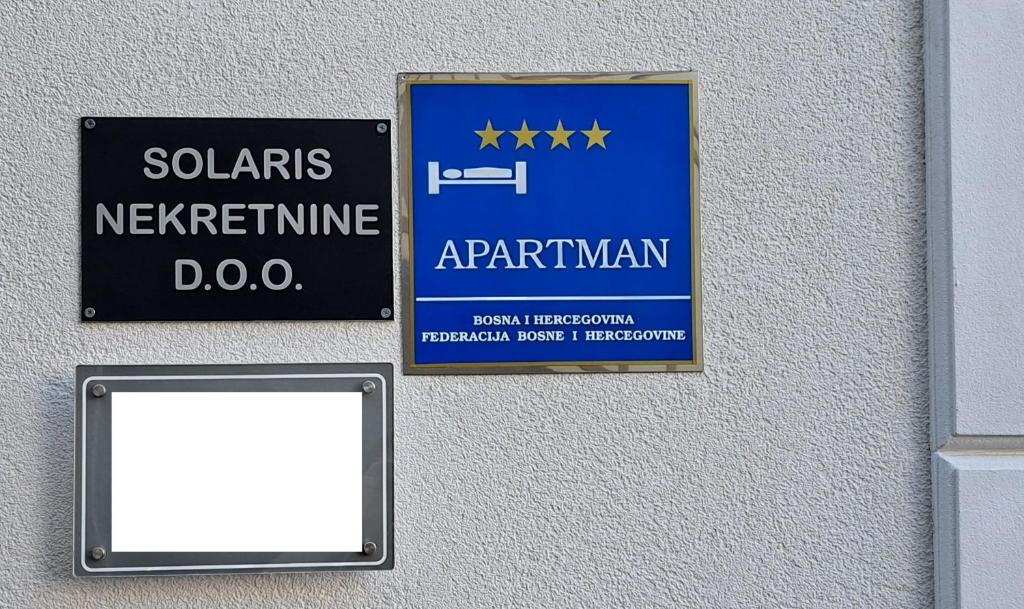 SOLARIS
NEKRETNINE
D.O.O.
APARTMAN
BOSNA I HERCEGOVINA
FEDERACIJA BOSNE I HERCEGOVINE